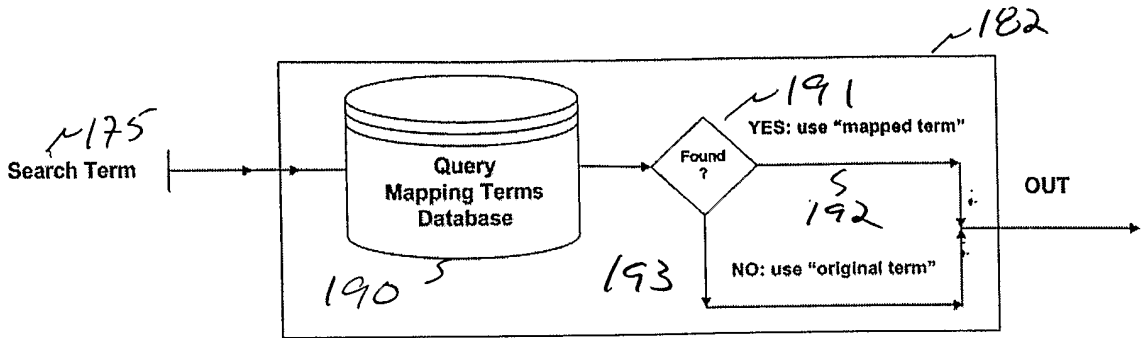 182
175
Search Term
Query
Mapping Terms
Database
190
191
Found
?
YES: use "mapped term"
192
193
NO: use "original term"
OUT